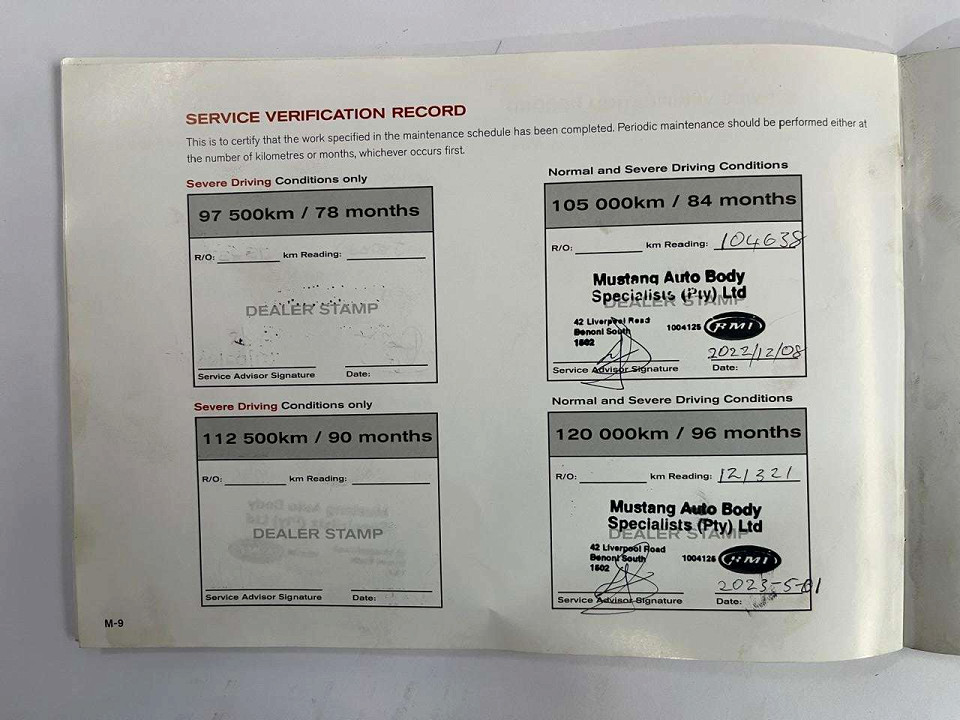 SERVICE VERIFICATION RECORD
This is to certify that the work specified in the maintenance schedule has been completed. Periodic maintenance should be performed either at
the number of kilometres or months, whichever occurs first.
Severe Driving Conditions only
97 500km / 78 months
R/O:
km Reading:
DEALER STAMP
Service Advisor Signature
Date:
Normal and Severe Driving Conditions
105 000km / 84 months
R/O:
km Reading: 104638
Mustang Auto Body
Specialists (Pty) Ltd
DEALER STAMP
42 Liverpool Road
Benoni South
1502
1004125 RMI
2022/12/08
Service Advisor Signature
Date:
Severe Driving Conditions only
112 500km / 90 months
R/O:
km Reading:
DEALER STAMP
Service Advisor Signature
Date:
Normal and Severe Driving Conditions
120 000km / 96 months
R/O:
km Reading: 121321
Mustang Auto Body
Specialists (Pty) Ltd
DEALER STAMP
42 Liverpool Road
Benoni South
1502
1004125 RMI
2023-5-01
Service Advisor Signature
Date:
M-9